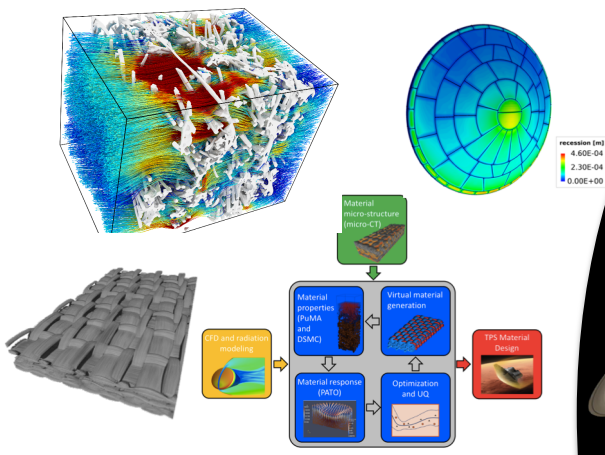 recession [m]
4.60E-04
2.30E-04
0.00E+00
Material
micro-structure
(micro-CT)
Material
properties
(PuMA
and
DSMC)
Virtual material
generation
CFD and radiation
modeling
TPS Material
Design
Material response
(PATO)
Optimization
and UQ